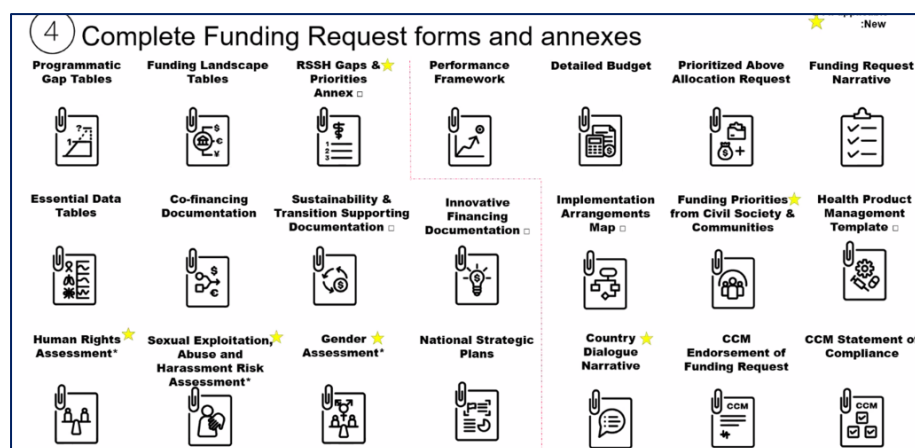 4 Complete Funding Request forms and annexes
:New
Programmatic
Gap Tables
Funding Landscape
Tables
RSSH Gaps &
Priorities
Annex □
Performance
Framework
Detailed Budget
Prioritized Above
Allocation Request
Funding Request
Narrative
Essential Data
Tables
Co-financing
Documentation
Sustainability &
Transition Supporting
Documentation □
Innovative
Financing
Documentation □
Implementation
Arrangements
Map □
Funding Priorities
from Civil Society &
Communities
Health Product
Management
Template □
Human Rights
Assessment*
Sexual Exploitation,
Abuse and
Harassment Risk
Assessment*
Gender
Assessment*
National Strategic
Plans
Country
Dialogue
Narrative
CCM
Endorsement of
Funding Request
CCM Statement of
Compliance
CCM
CCM